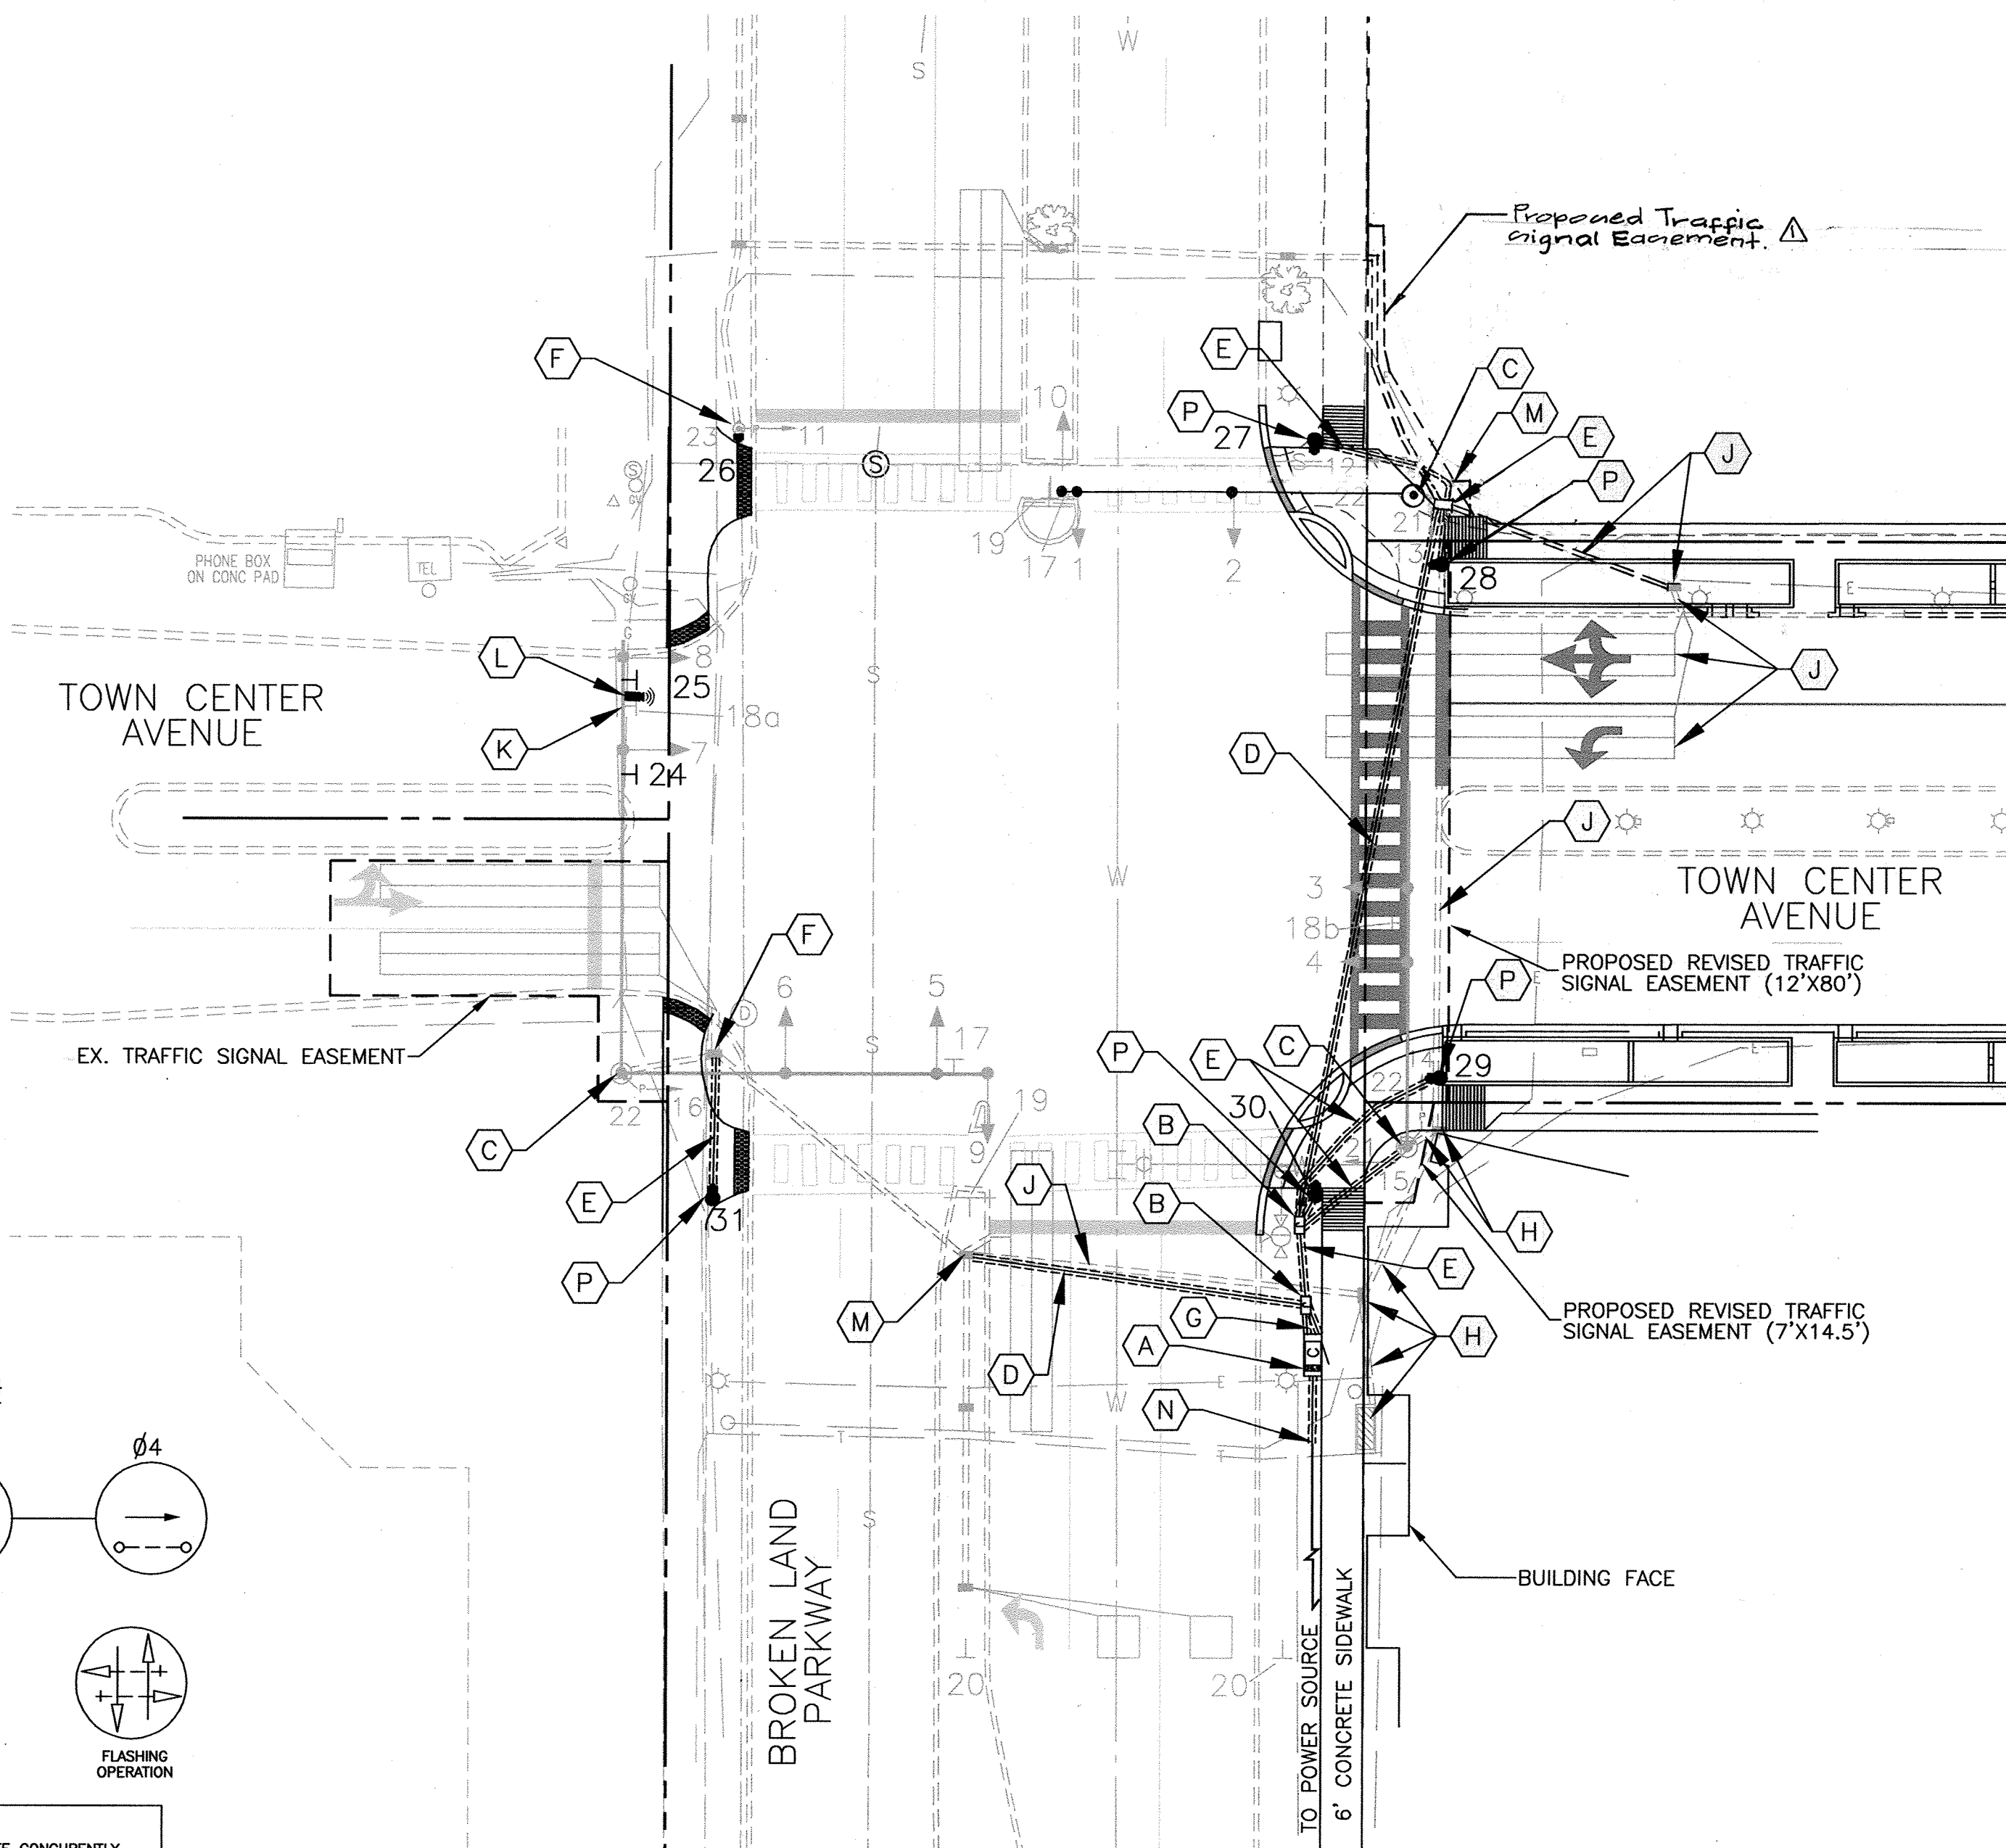 W
S
Proposed Traffic
Signal Easement. 1
F
E
C
10
P
M
27
E
23
P
11
J
26
S
12
P
S
22
21
19
13
PHONE BOX
ON CONC PAD
TEL
17
1
2
28
E
G
L
8
J
25
S
TOWN CENTER
AVENUE
18a
K
7
D
24
J
W
3
TOWN CENTER
AVENUE
F
18b
4
PROPOSED REVISED TRAFFIC
SIGNAL EASEMENT (12'X80')
P
6
5
D
17
EX. TRAFFIC SIGNAL EASEMENT
S
P
E
C
14
29
22
P
22
16
19
30
B
C
9
21
15
J
E
B
31
H
P
E
M
G
PROPOSED REVISED TRAFFIC
SIGNAL EASEMENT (7'X14.5')
H
A
C
D
E
W
N
T
T
Ø4
S
BROKEN LAND
PARKWAY
BUILDING FACE
TO POWER SOURCE
6' CONCRETE SIDEWALK
20
20
FLASHING
OPERATION
CONCURENTLY